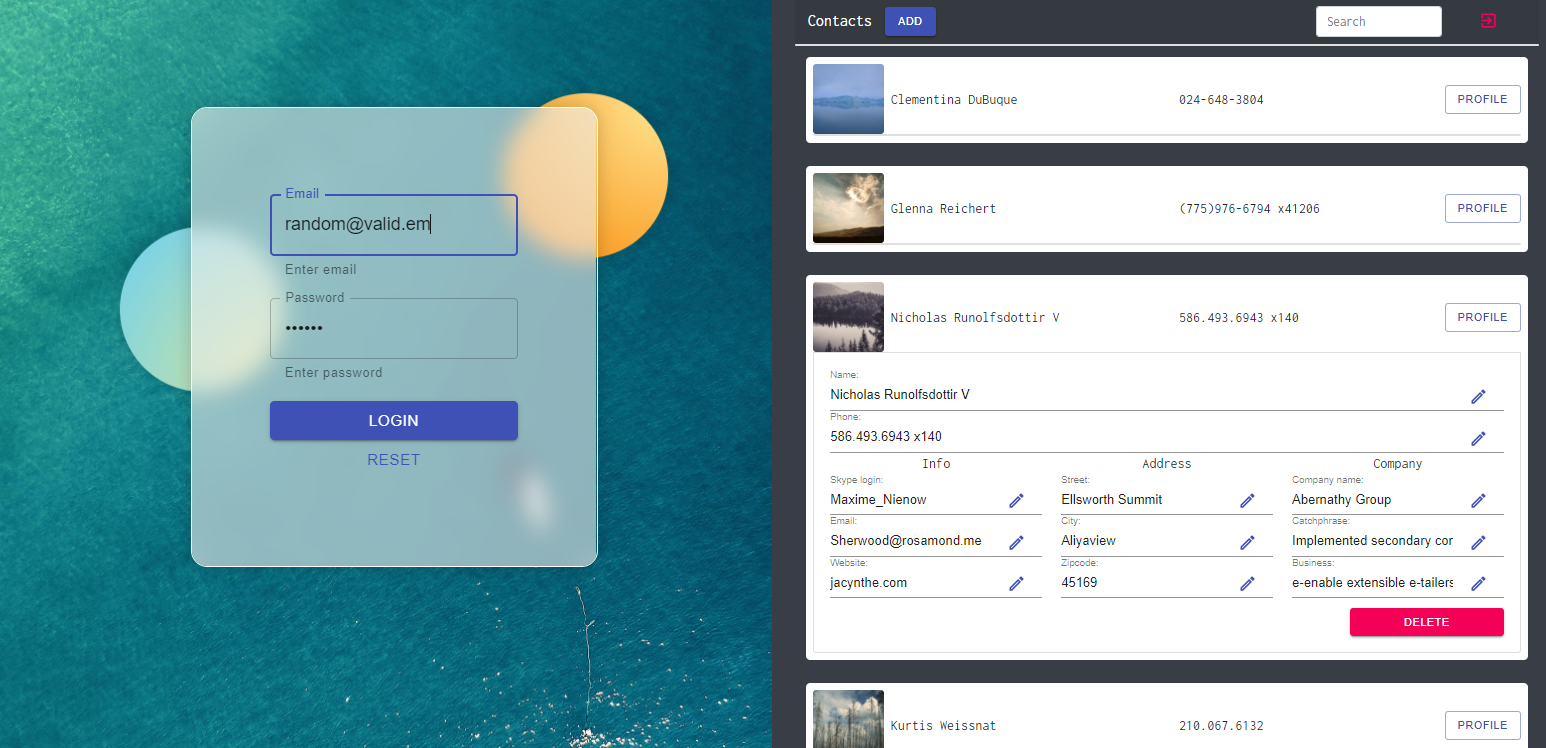 Email
random@valid.em
Enter email
Password
••••••
Enter password
LOGIN
RESET
Contacts ADD Search
Clementina DuBuque 024-648-3804 PROFILE
Glenna Reichert (775)976-6794 x41206 PROFILE
Nicholas Runolfsdottir V 586.493.6943 x140 PROFILE
Name:
Nicholas Runolfsdottir V
Phone:
586.493.6943 x140
Info Address Company
Skype login: Street: Company name:
Maxime_Nienow Ellsworth Summit Abernathy Group
Email: City: Catchphrase:
Sherwood@rosamond.me Aliyaview Implemented secondary cor
Website: Zipcode: Business:
jacynthe.com 45169 e-enable extensible e-tailers
DELETE
Kurtis Weissnat 210.067.6132 PROFILE